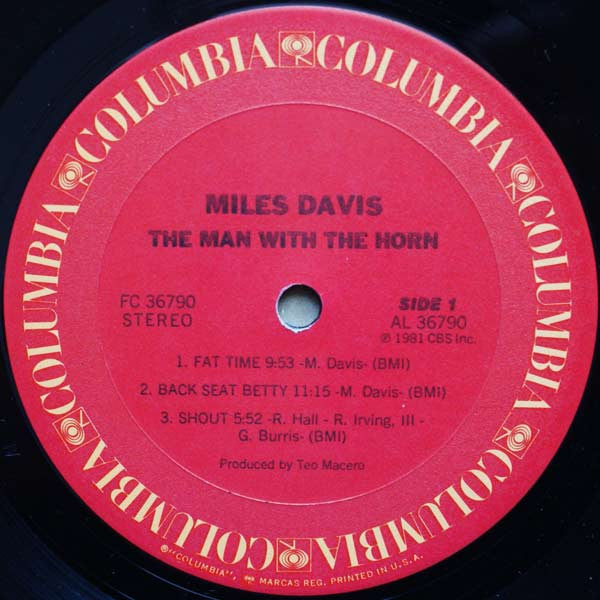 COLUMBIA COLUMBIA COLUMBIA COLUMBIA COLUMBIA COLUMBIA
MILES DAVIS
THE MAN WITH THE HORN
FC 36790
STEREO
SIDE 1
AL 36790
℗ 1981 CBS Inc.
1. FAT TIME 9:53 -M. Davis- (BMI)
2. BACK SEAT BETTY 11:15 -M. Davis- (BMI)
3. SHOUT 5:52 -R. Hall - R. Irving, III -
G. Burris- (BMI)
Produced by Teo Macero
®"COLUMBIA", MARCAS REG. PRINTED IN U.S.A.